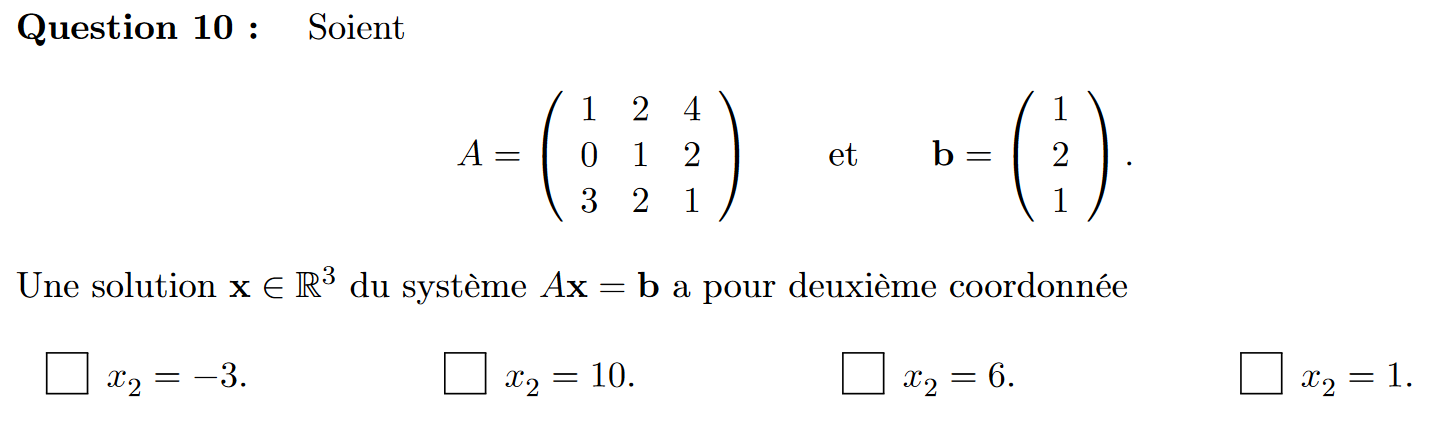 Question 10 : Soient
A = ( 1 2 4 ; 0 1 2 ; 3 2 1 ) et b = ( 1 ; 2 ; 1 ).
Une solution x ∈ ℝ³ du système Ax = b a pour deuxième coordonnée
☐ x₂ = −3. ☐ x₂ = 10. ☐ x₂ = 6. ☐ x₂ = 1.